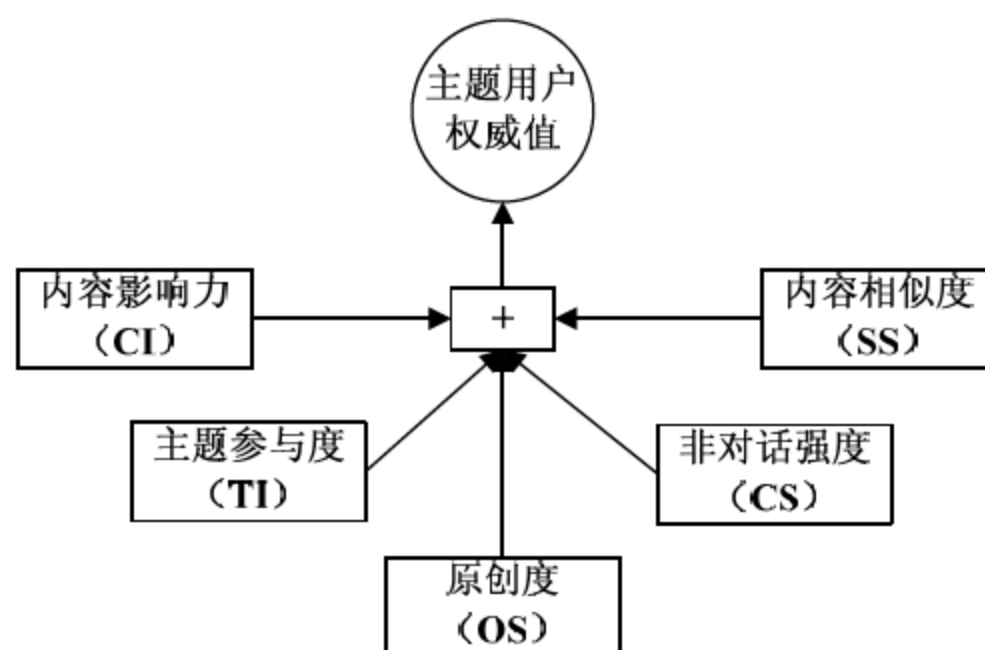 主题用户
权威值
内容影响力
（CI）
+
内容相似度
（SS）
主题参与度
（TI）
非对话强度
（CS）
原创度
（OS）